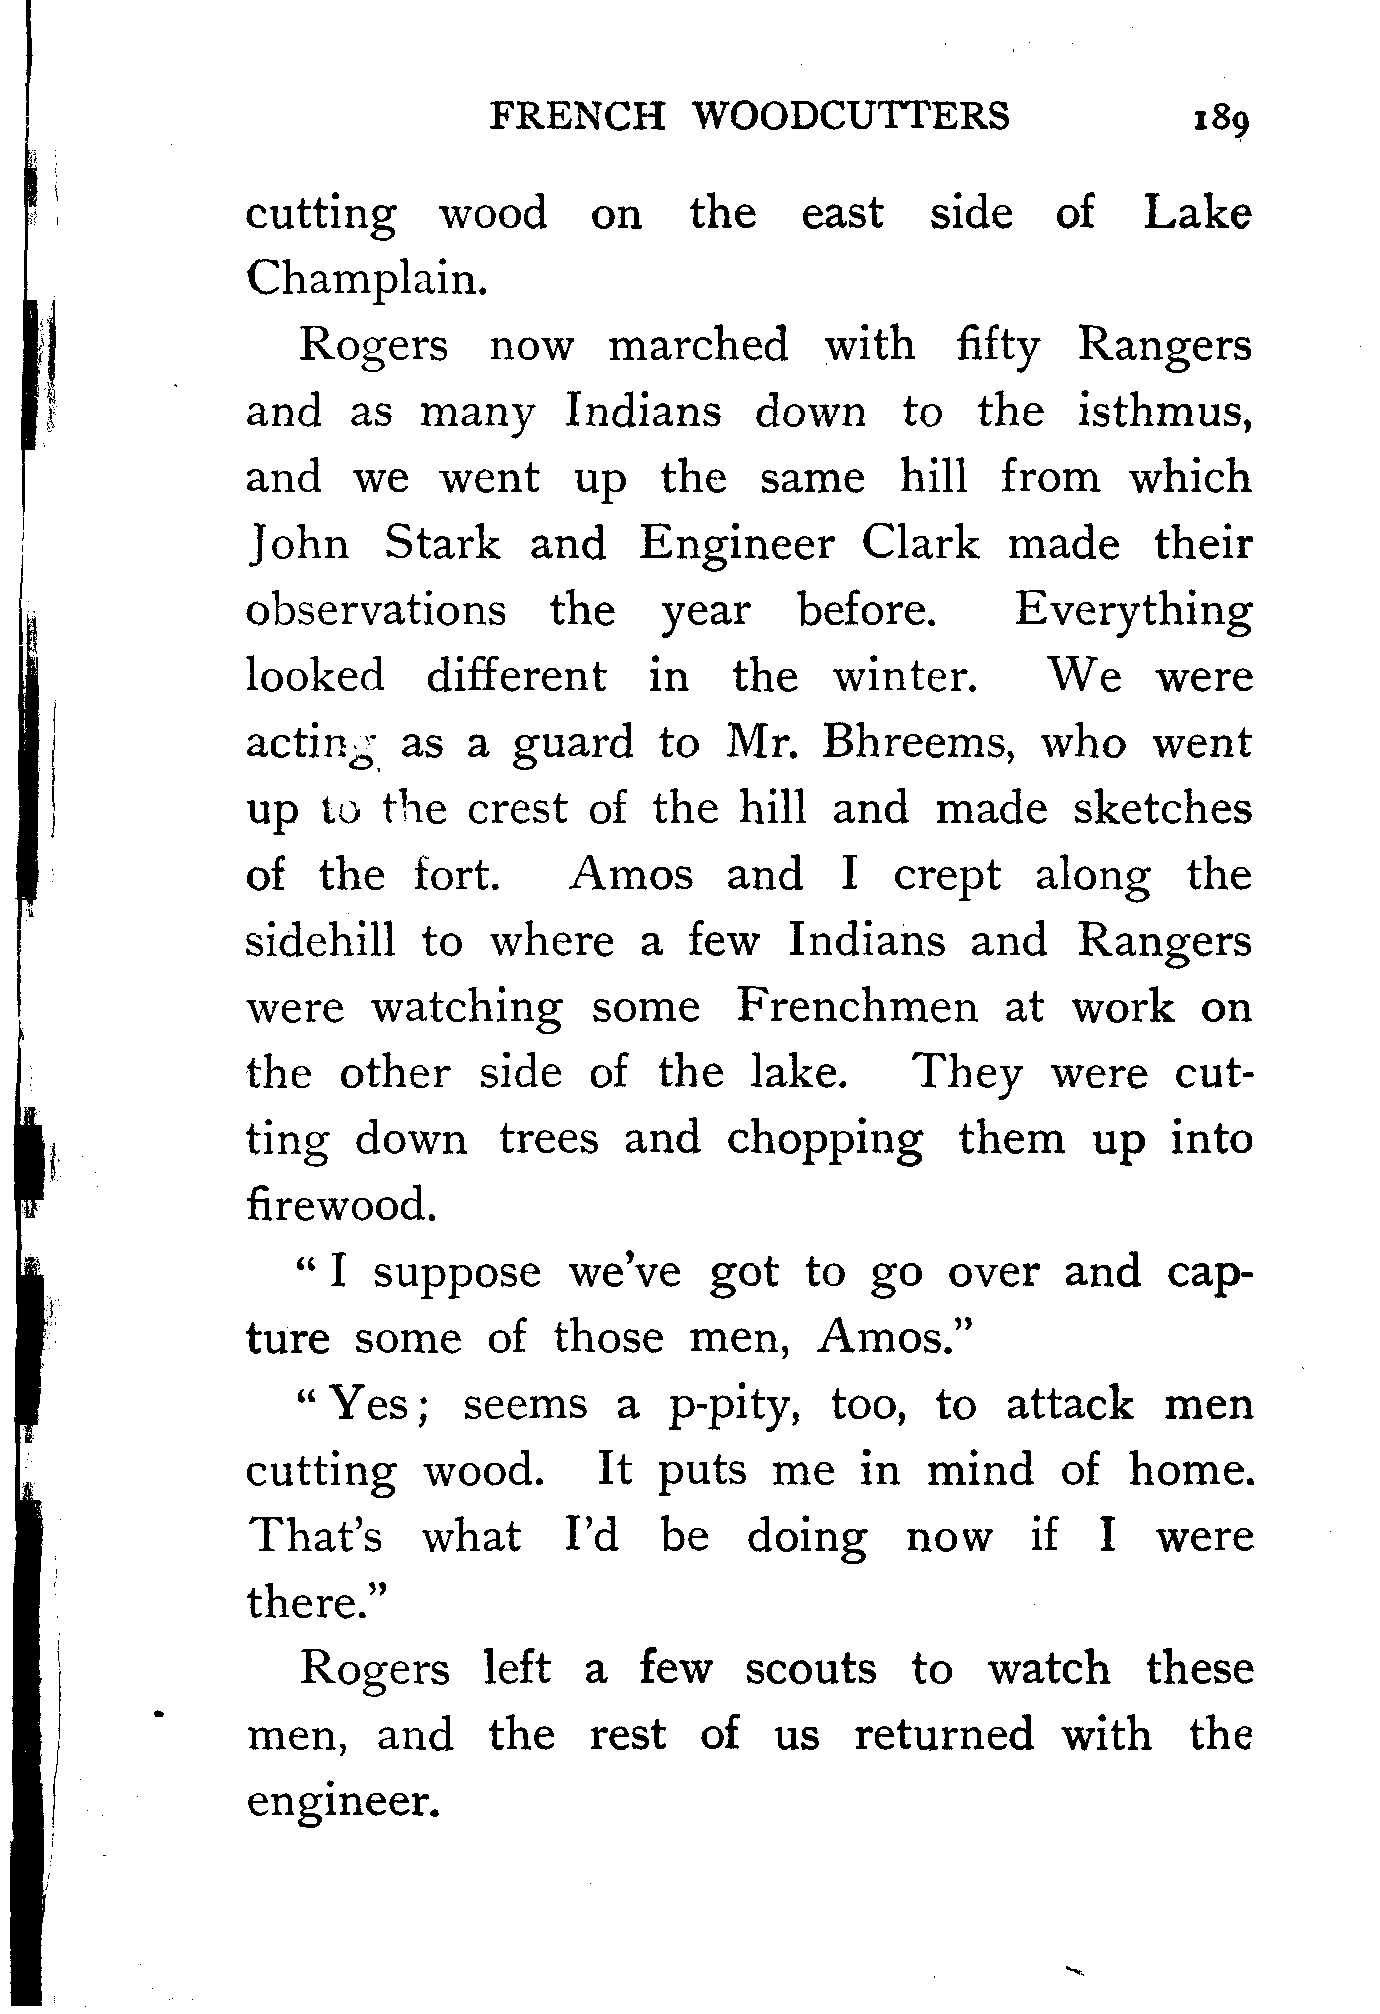 FRENCH WOODCUTTERS 189
cutting wood on the east side of Lake
Champlain.
Rogers now marched with fifty Rangers
and as many Indians down to the isthmus,
and we went up the same hill from which
John Stark and Engineer Clark made their
observations the year before. Everything
looked different in the winter. We were
acting as a guard to Mr. Bhreems, who went
up to the crest of the hill and made sketches
of the fort. Amos and I crept along the
sidehill to where a few Indians and Rangers
were watching some Frenchmen at work on
the other side of the lake. They were cut-
ting down trees and chopping them up into
firewood.
“ I suppose we’ve got to go over and cap-
ture some of those men, Amos.”
“ Yes ; seems a p-pity, too, to attack men
cutting wood. It puts me in mind of home.
That’s what I’d be doing now if I were
there.”
Rogers left a few scouts to watch these
men, and the rest of us returned with the
engineer.